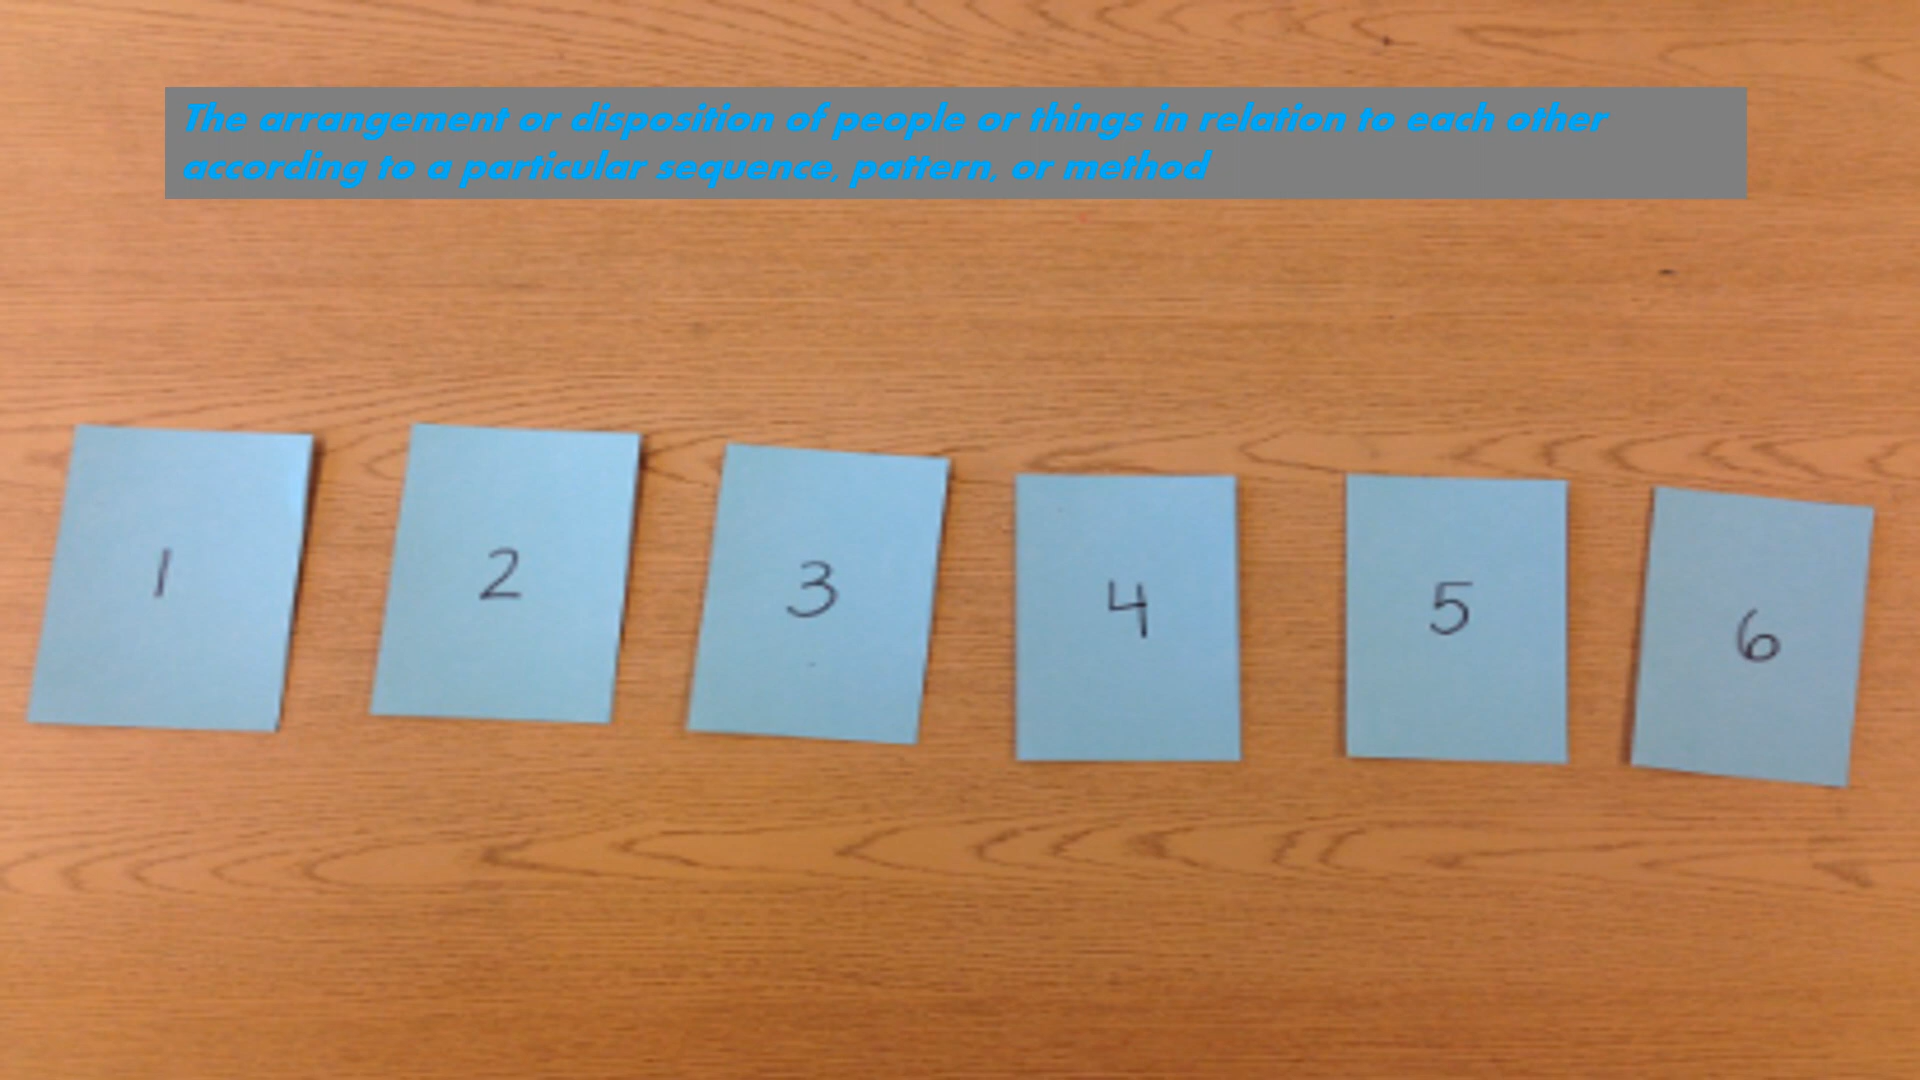 The arrangement or disposition of people or things in relation to each other
according to a particular sequence, pattern, or method
1 2 3 4 5 6